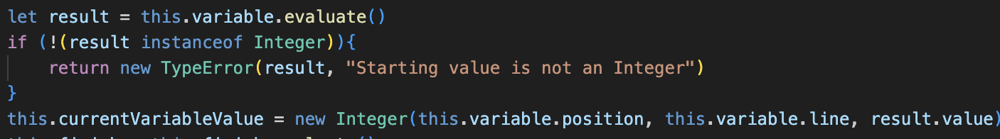 let result = this.variable.evaluate()
if (!(result instanceof Integer)){
    return new TypeError(result, "Starting value is not an Integer")
}
this.currentVariableValue = new Integer(this.variable.position, this.variable.line, result.value)